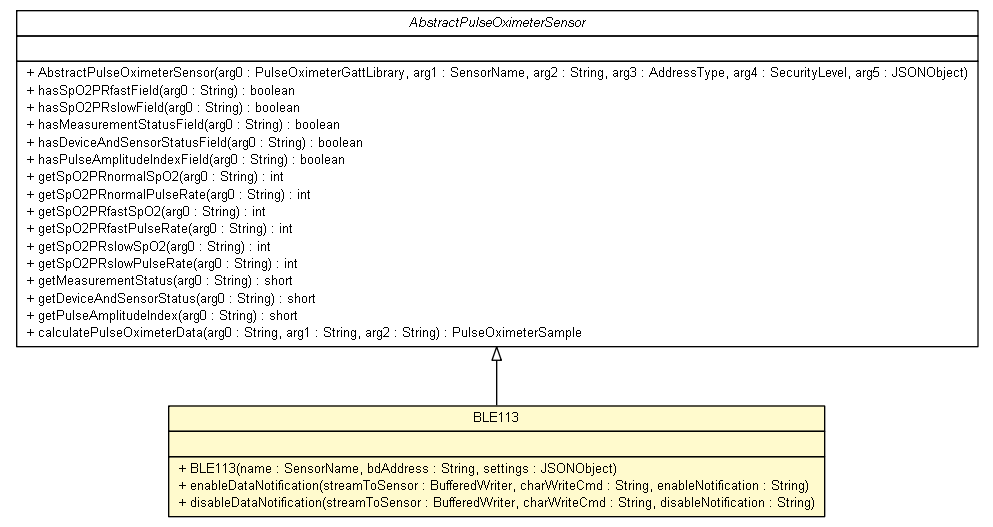 AbstractPulseOximeterSensor
+ AbstractPulseOximeterSensor(arg0 : PulseOximeterGattLibrary, arg1 : SensorName, arg2 : String, arg3 : AddressType, arg4 : SecurityLevel, arg5 : JSONObject)
+ hasSpO2PRfastField(arg0 : String) : boolean
+ hasSpO2PRslowField(arg0 : String) : boolean
+ hasMeasurementStatusField(arg0 : String) : boolean
+ hasDeviceAndSensorStatusField(arg0 : String) : boolean
+ hasPulseAmplitudeIndexField(arg0 : String) : boolean
+ getSpO2PRnormalSpO2(arg0 : String) : int
+ getSpO2PRnormalPulseRate(arg0 : String) : int
+ getSpO2PRfastSpO2(arg0 : String) : int
+ getSpO2PRfastPulseRate(arg0 : String) : int
+ getSpO2PRslowSpO2(arg0 : String) : int
+ getSpO2PRslowPulseRate(arg0 : String) : int
+ getMeasurementStatus(arg0 : String) : short
+ getDeviceAndSensorStatus(arg0 : String) : short
+ getPulseAmplitudeIndex(arg0 : String) : short
+ calculatePulseOximeterData(arg0 : String, arg1 : String, arg2 : String) : PulseOximeterSample
BLE113
+ BLE113(name : SensorName, bdAddress : String, settings : JSONObject)
+ enableDataNotification(streamToSensor : BufferedWriter, charWriteCmd : String, enableNotification : String)
+ disableDataNotification(streamToSensor : BufferedWriter, charWriteCmd : String, disableNotification : String)